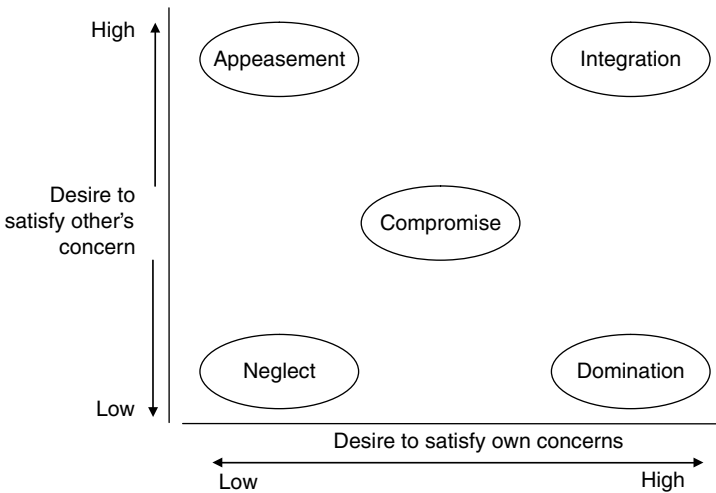 High
Appeasement
Integration
Desire to
satisfy other's
concern
Compromise
Neglect
Domination
Low
Desire to satisfy own concerns
Low
High